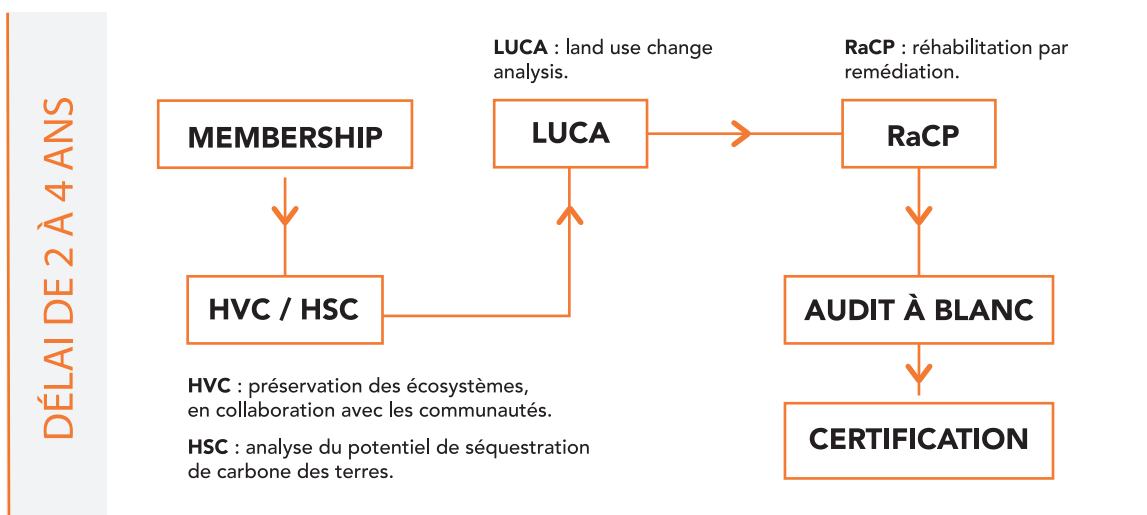 DÉLAI DE 2 À 4 ANS
MEMBERSHIP
HVC / HSC
HVC : préservation des écosystèmes,
en collaboration avec les communautés.
HSC : analyse du potentiel de séquestration
de carbone des terres.
LUCA : land use change
analysis.
LUCA
RaCP : réhabilitation par
remédiation.
RaCP
AUDIT À BLANC
CERTIFICATION